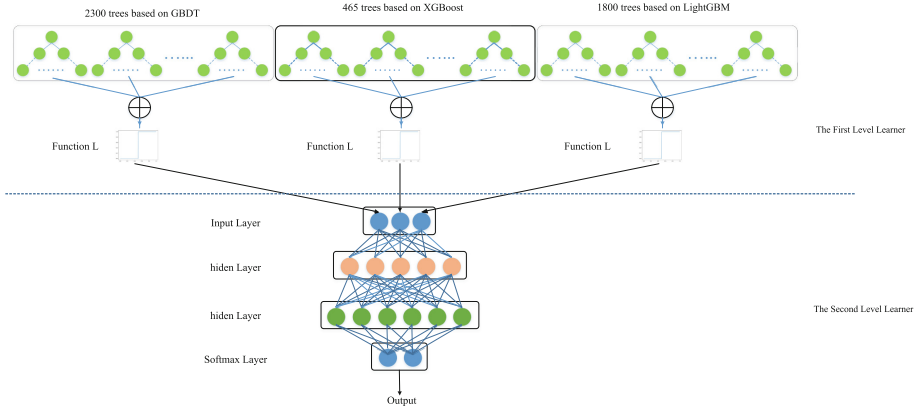 2300 trees based on GBDT
465 trees based on XGBoost
1800 trees based on LightGBM
The First Level Learner
Function L
Function L
Function L
Input Layer
hiden Layer
hiden Layer
The Second Level Learner
Softmax Layer
Output